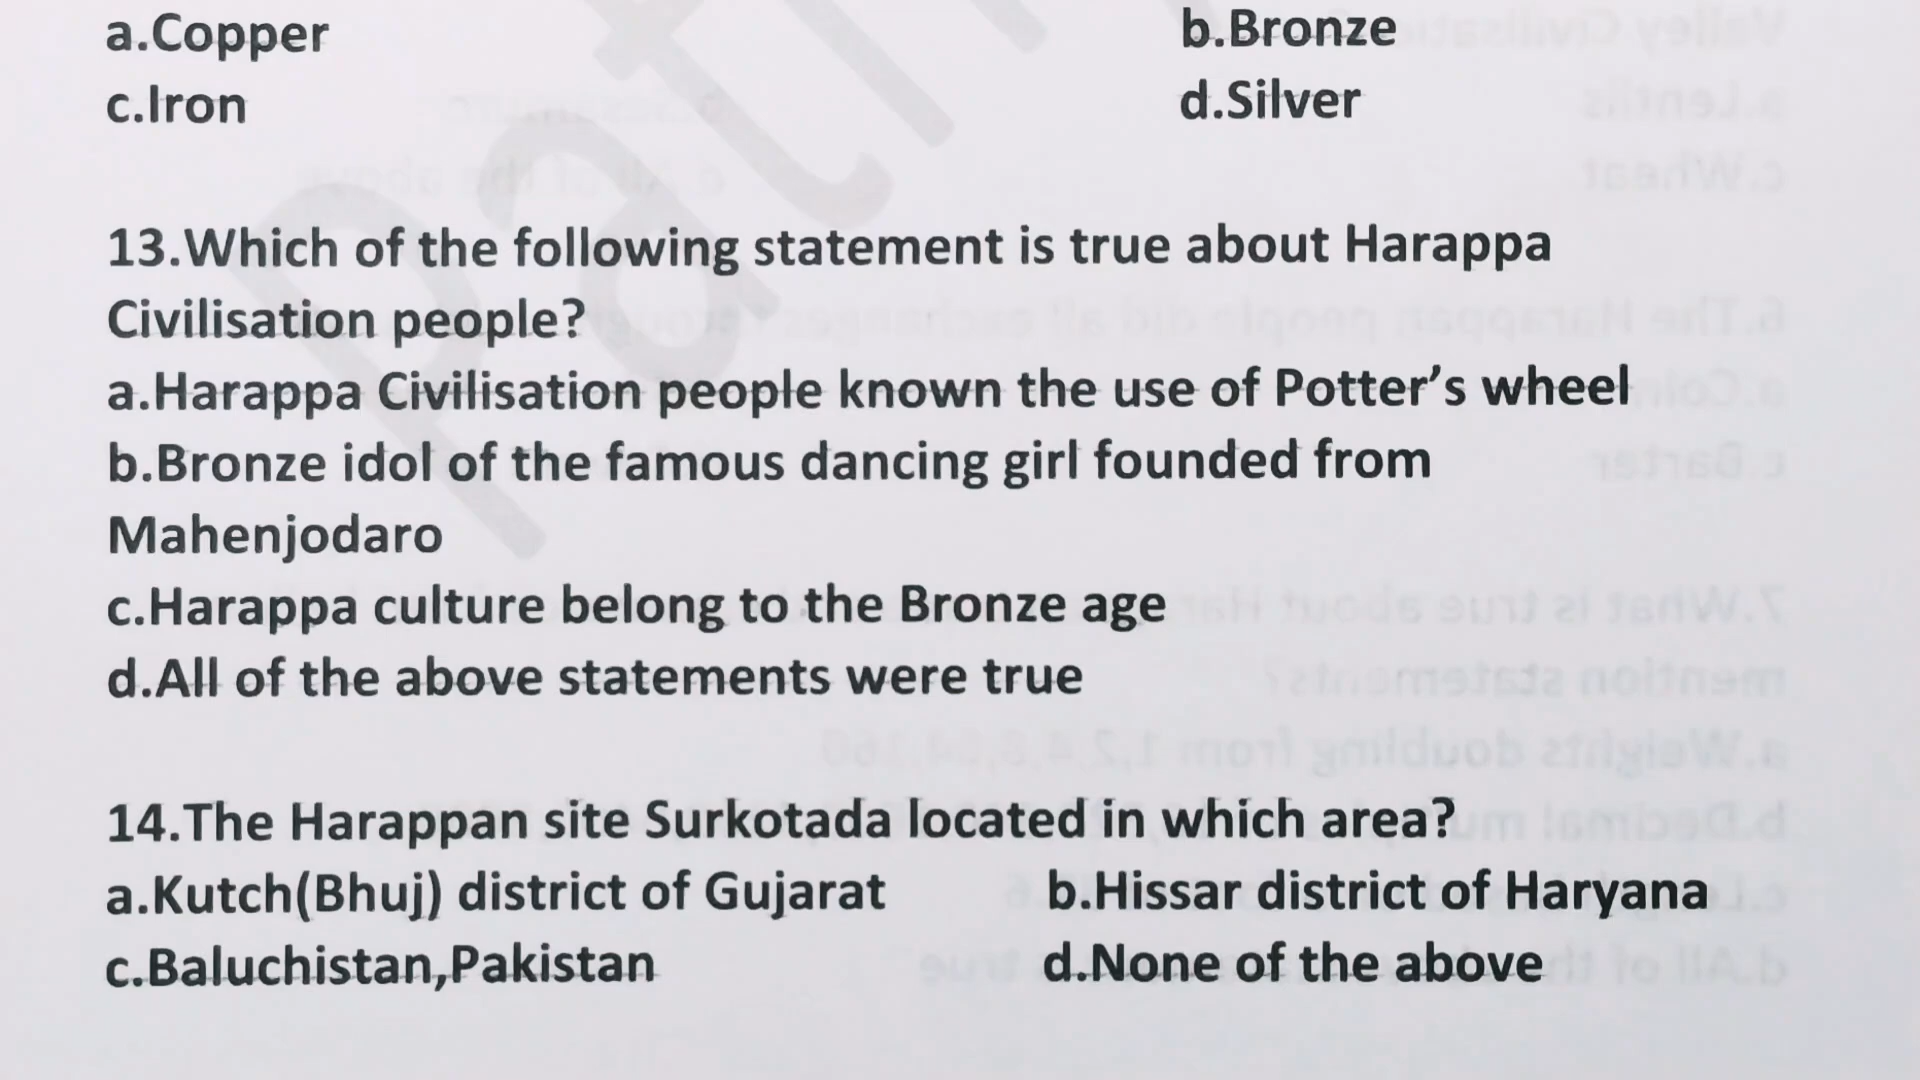 a.Copper b.Bronze
c.Iron d.Silver
13.Which of the following statement is true about Harappa
Civilisation people?
a.Harappa Civilisation people known the use of Potter's wheel
b.Bronze idol of the famous dancing girl founded from
Mahenjodaro
c.Harappa culture belong to the Bronze age
d.All of the above statements were true
14.The Harappan site Surkotada located in which area?
a.Kutch(Bhuj) district of Gujarat b.Hissar district of Haryana
c.Baluchistan,Pakistan d.None of the above